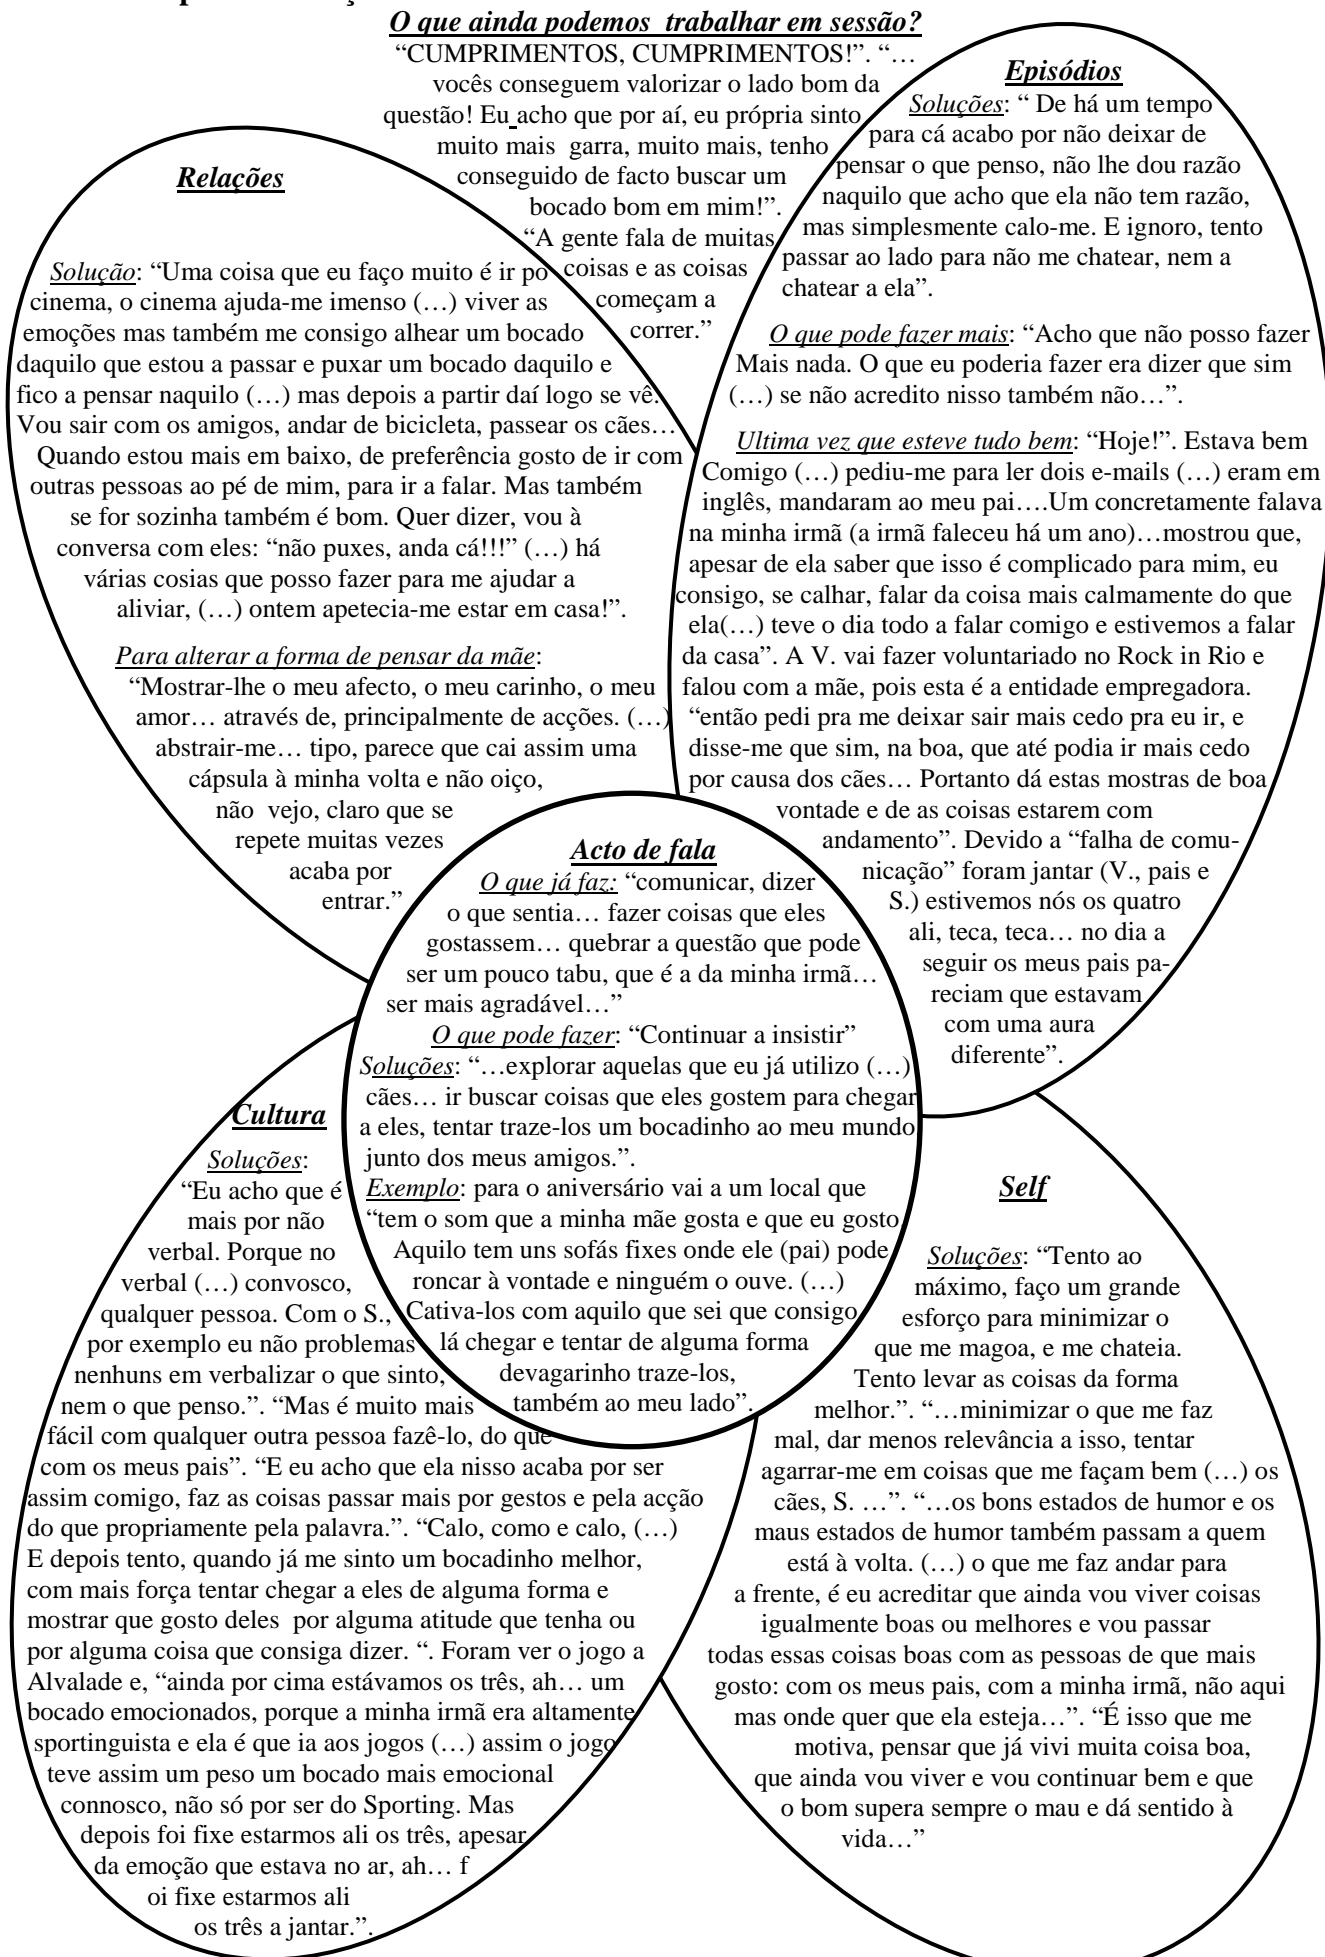 O que ainda podemos  trabalhar em sessão?
“CUMPRIMENTOS, CUMPRIMENTOS!”. “…
vocês conseguem valorizar o lado bom da
questão! Eu acho que por aí, eu própria sinto
muito mais  garra, muito mais, tenho
conseguido de facto buscar um
bocado bom em mim!”.
“A gente fala de muitas
coisas e as coisas
começam a
correr.”
Relações
Solução: “Uma coisa que eu faço muito é ir po
cinema, o cinema ajuda-me imenso (…) viver as
emoções mas também me consigo alhear um bocado
daquilo que estou a passar e puxar um bocado daquilo e
fico a pensar naquilo (…) mas depois a partir daí logo se vê.
Vou sair com os amigos, andar de bicicleta, passear os cães…
Quando estou mais em baixo, de preferência gosto de ir com
outras pessoas ao pé de mim, para ir a falar. Mas também
se for sozinha também é bom. Quer dizer, vou à
conversa com eles: “não puxes, anda cá!!!” (…) há
várias cosias que posso fazer para me ajudar a
aliviar, (…) ontem apetecia-me estar em casa!”.
Para alterar a forma de pensar da mãe:
“Mostrar-lhe o meu afecto, o meu carinho, o meu
amor… através de, principalmente de acções. (…)
abstrair-me… tipo, parece que cai assim uma
cápsula à minha volta e não oiço,
não  vejo, claro que se
repete muitas vezes
acaba por
entrar.”
Episódios
Soluções: “ De há um tempo
para cá acabo por não deixar de
pensar o que penso, não lhe dou razão
naquilo que acho que ela não tem razão,
mas simplesmente calo-me. E ignoro, tento
passar ao lado para não me chatear, nem a
chatear a ela”.
O que pode fazer mais: “Acho que não posso fazer
Mais nada. O que eu poderia fazer era dizer que sim
(…) se não acredito nisso também não…”.
Ultima vez que esteve tudo bem: “Hoje!”. Estava bem
Comigo (…) pediu-me para ler dois e-mails (…) eram em
inglês, mandaram ao meu pai….Um concretamente falava
na minha irmã (a irmã faleceu há um ano)…mostrou que,
apesar de ela saber que isso é complicado para mim, eu
consigo, se calhar, falar da coisa mais calmamente do que
ela(…) teve o dia todo a falar comigo e estivemos a falar
da casa”. A V. vai fazer voluntariado no Rock in Rio e
falou com a mãe, pois esta é a entidade empregadora.
“então pedi pra me deixar sair mais cedo pra eu ir, e
disse-me que sim, na boa, que até podia ir mais cedo
por causa dos cães… Portanto dá estas mostras de boa
vontade e de as coisas estarem com
andamento”. Devido a “falha de comu-
nicação” foram jantar (V., pais e
S.) estivemos nós os quatro
ali, teca, teca… no dia a
seguir os meus pais pa-
reciam que estavam
com uma aura
diferente”.
Acto de fala
O que já faz: “comunicar, dizer
o que sentia… fazer coisas que eles
gostassem… quebrar a questão que pode
ser um pouco tabu, que é a da minha irmã…
ser mais agradável…”
O que pode fazer: “Continuar a insistir”
Soluções: “…explorar aquelas que eu já utilizo (…)
cães… ir buscar coisas que eles gostem para chegar
a eles, tentar traze-los um bocadinho ao meu mundo
junto dos meus amigos.”.
Exemplo: para o aniversário vai a um local que
“tem o som que a minha mãe gosta e que eu gosto.
Aquilo tem uns sofás fixes onde ele (pai) pode
roncar à vontade e ninguém o ouve. (…)
Cativa-los com aquilo que sei que consigo
lá chegar e tentar de alguma forma
devagarinho traze-los,
também ao meu lado”.
Cultura
Soluções:
“Eu acho que é
mais por não
verbal. Porque no
verbal (…) convosco,
qualquer pessoa. Com o S.,
por exemplo eu não problemas
nenhuns em verbalizar o que sinto,
nem o que penso.”. “Mas é muito mais
fácil com qualquer outra pessoa fazê-lo, do que
com os meus pais”. “E eu acho que ela nisso acaba por ser
assim comigo, faz as coisas passar mais por gestos e pela acção
do que propriamente pela palavra.”. “Calo, como e calo, (…)
E depois tento, quando já me sinto um bocadinho melhor,
com mais força tentar chegar a eles de alguma forma e
mostrar que gosto deles  por alguma atitude que tenha ou
por alguma coisa que consiga dizer. “. Foram ver o jogo a
Alvalade e, “ainda por cima estávamos os três, ah… um
bocado emocionados, porque a minha irmã era altamente
sportinguista e ela é que ia aos jogos (…) assim o jogo
teve assim um peso um bocado mais emocional
connosco, não só por ser do Sporting. Mas
depois foi fixe estarmos ali os três, apesar
da emoção que estava no ar, ah… f
oi fixe estarmos ali
os três a jantar.”.
Self
Soluções: “Tento ao
máximo, faço um grande
esforço para minimizar o
que me magoa, e me chateia.
Tento levar as coisas da forma
melhor.”. “…minimizar o que me faz
mal, dar menos relevância a isso, tentar
agarrar-me em coisas que me façam bem (…) os
cães, S. …”. “…os bons estados de humor e os
maus estados de humor também passam a quem
está à volta. (…) o que me faz andar para
a frente, é eu acreditar que ainda vou viver coisas
igualmente boas ou melhores e vou passar
todas essas coisas boas com as pessoas de que mais
gosto: com os meus pais, com a minha irmã, não aqui
mas onde quer que ela esteja…”. “É isso que me
motiva, pensar que já vivi muita coisa boa,
que ainda vou viver e vou continuar bem e que
o bom supera sempre o mau e dá sentido à
vida…”